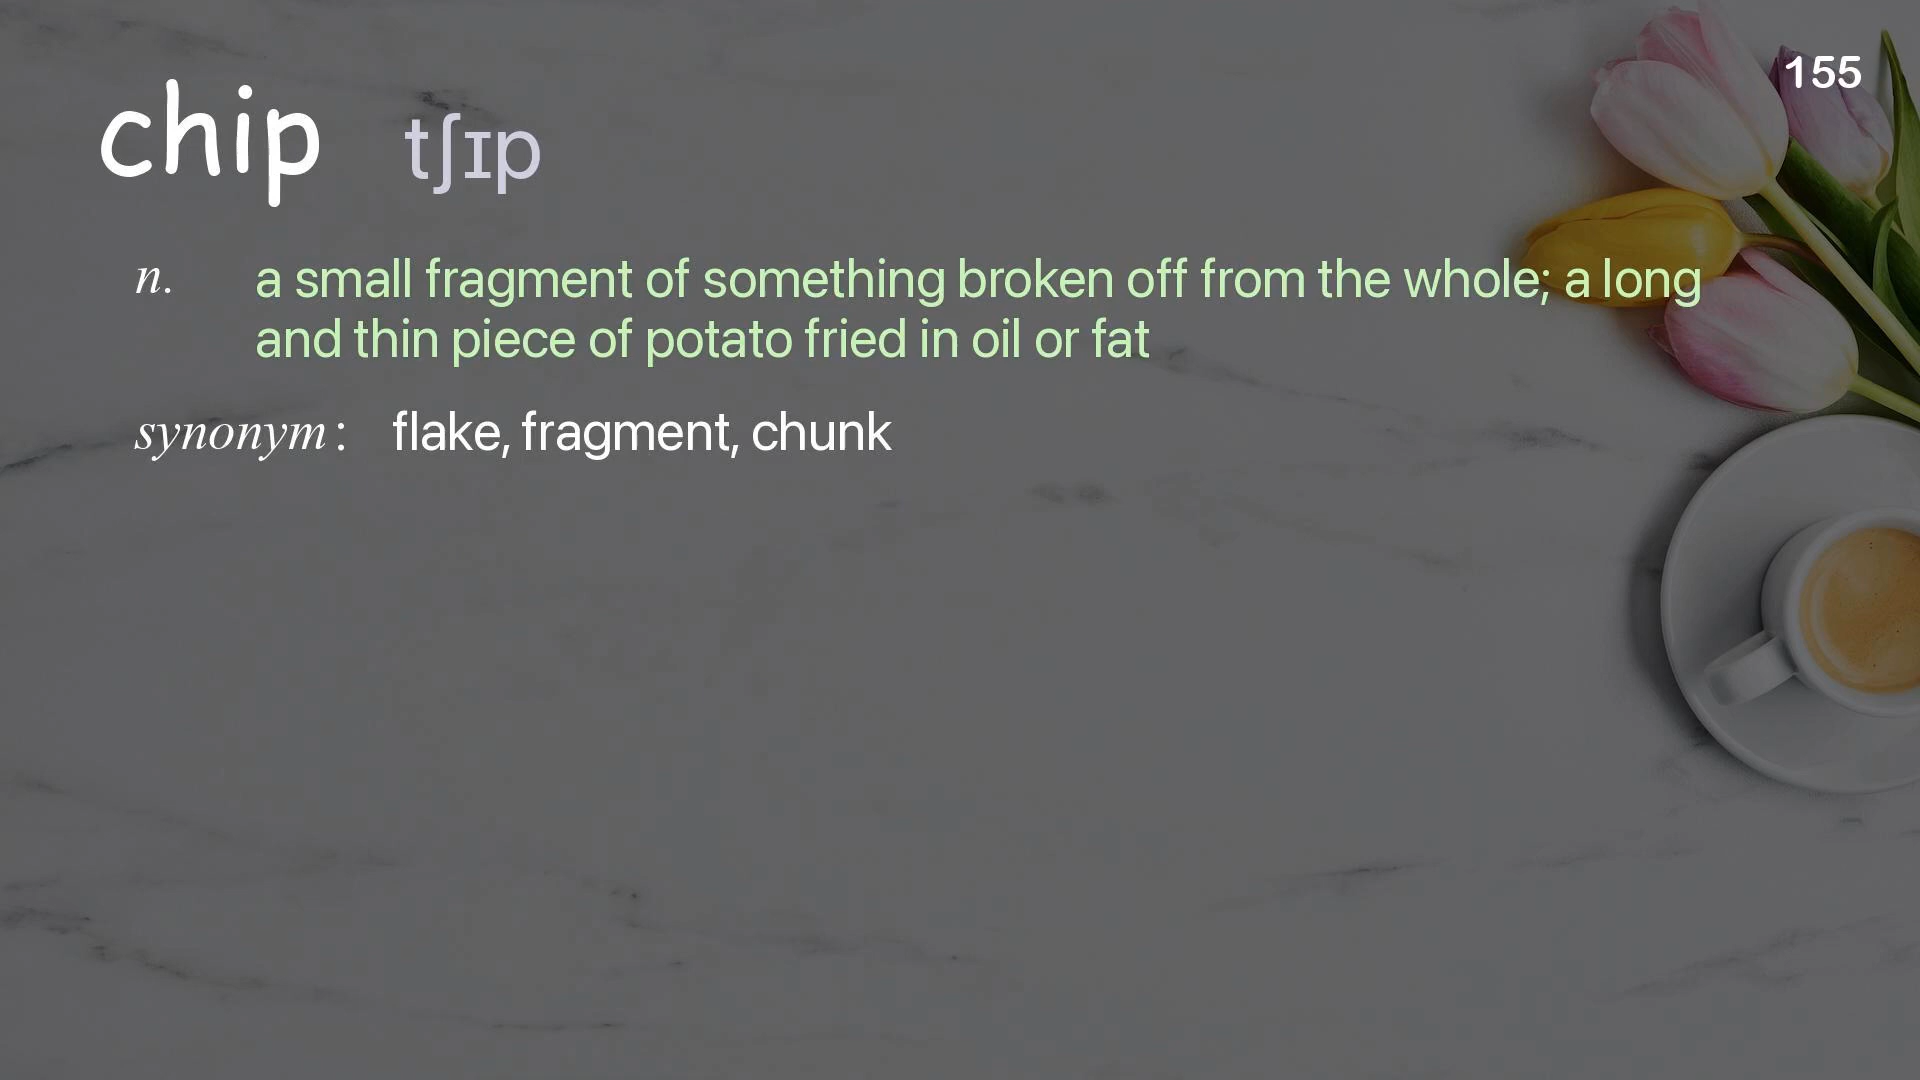 155
chip tʃɪp
n. a small fragment of something broken off from the whole; a long
and thin piece of potato fried in oil or fat
synonym: flake, fragment, chunk